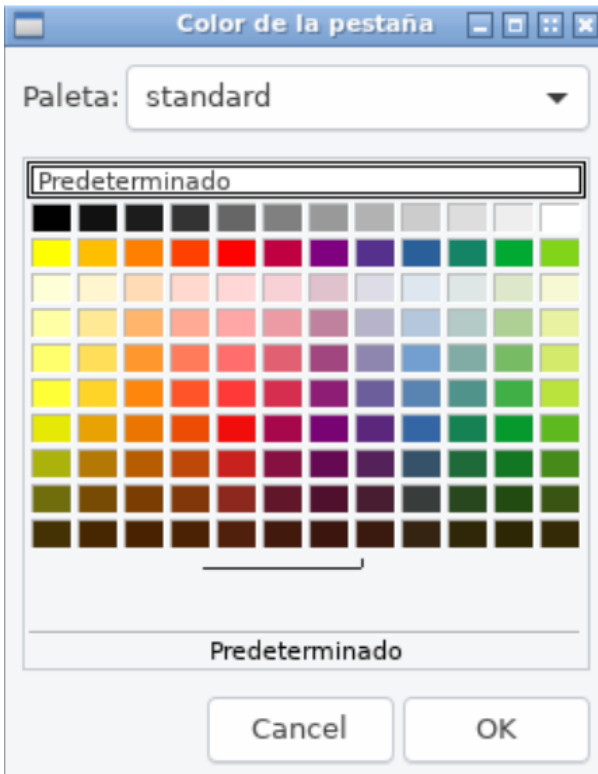 Color de la pestaña
Paleta: standard
Predeterminado
Predeterminado
Cancel OK